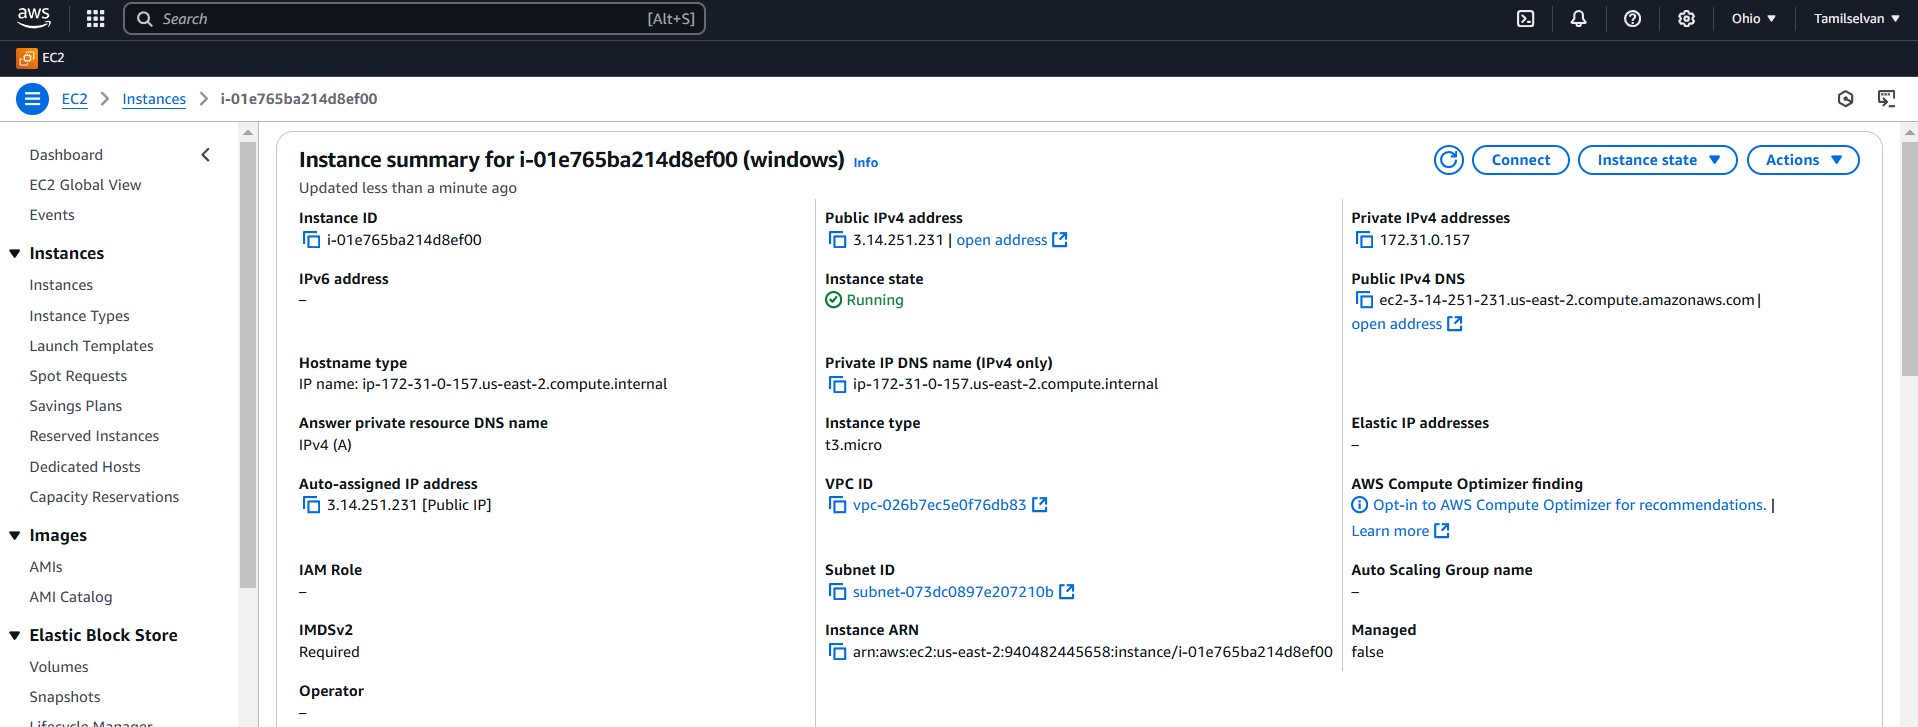 aws
Search [Alt+S]
Ohio
Tamilselvan
EC2
EC2 > Instances > i-01e765ba214d8ef00
Dashboard
EC2 Global View
Events
Instances
Instances
Instance Types
Launch Templates
Spot Requests
Savings Plans
Reserved Instances
Dedicated Hosts
Capacity Reservations
Images
AMIs
AMI Catalog
Elastic Block Store
Volumes
Snapshots
Lifecycle Manager
Instance summary for i-01e765ba214d8ef00 (windows) Info
Updated less than a minute ago
Connect
Instance state
Actions
Instance ID
i-01e765ba214d8ef00
Public IPv4 address
3.14.251.231 | open address
Private IPv4 addresses
172.31.0.157
IPv6 address
–
Instance state
Running
Public IPv4 DNS
ec2-3-14-251-231.us-east-2.compute.amazonaws.com |
open address
Hostname type
IP name: ip-172-31-0-157.us-east-2.compute.internal
Private IP DNS name (IPv4 only)
ip-172-31-0-157.us-east-2.compute.internal
Answer private resource DNS name
IPv4 (A)
Instance type
t3.micro
Elastic IP addresses
–
Auto-assigned IP address
3.14.251.231 [Public IP]
VPC ID
vpc-026b7ec5e0f76db83
AWS Compute Optimizer finding
Opt-in to AWS Compute Optimizer for recommendations. |
Learn more
IAM Role
–
Subnet ID
subnet-073dc0897e207210b
Auto Scaling Group name
–
IMDSv2
Required
Instance ARN
arn:aws:ec2:us-east-2:940482445658:instance/i-01e765ba214d8ef00
Managed
false
Operator
–